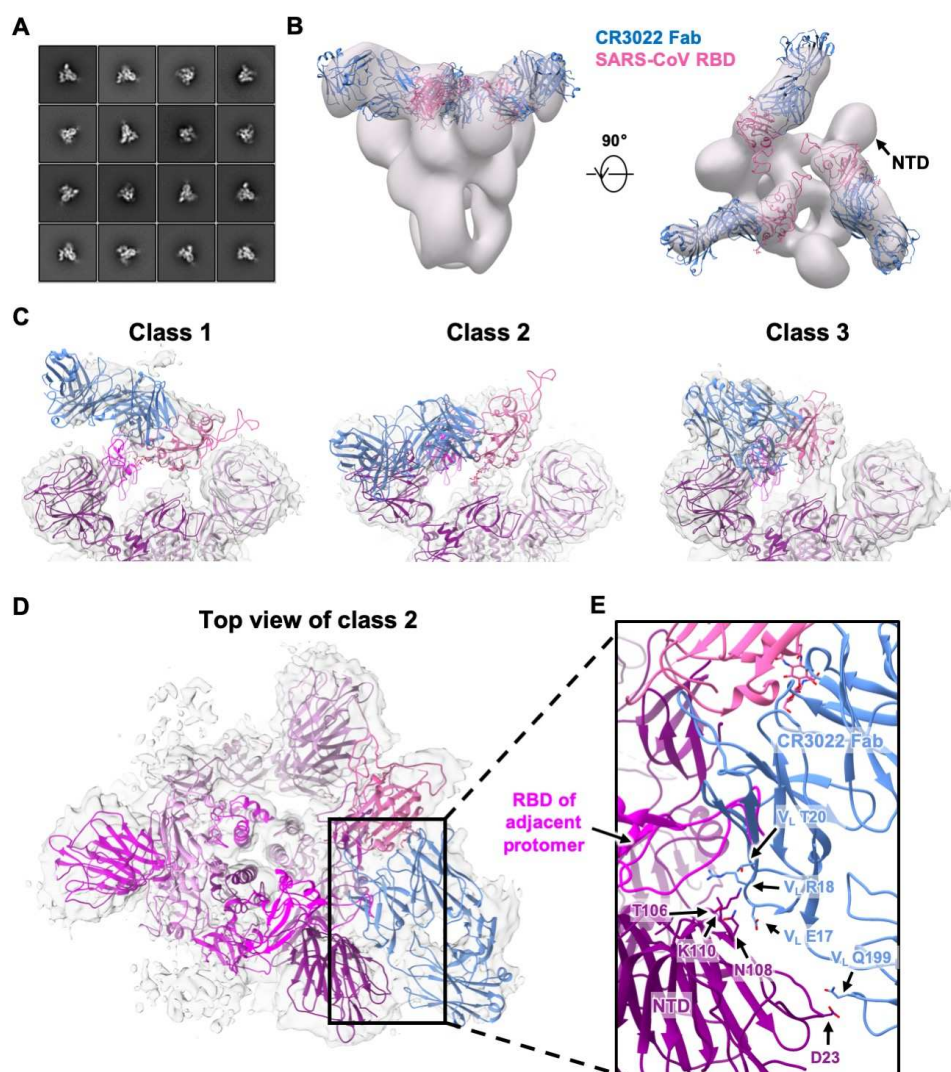 A
B
CR3022 Fab
SARS-CoV RBD
90°
NTD
C
Class 1
Class 2
Class 3
D
Top view of class 2
E
CR3022 Fab
RBD of
adjacent
protomer
VL T20
VL R18
T106
VL E17
K110
N108
VL Q199
NTD
D23